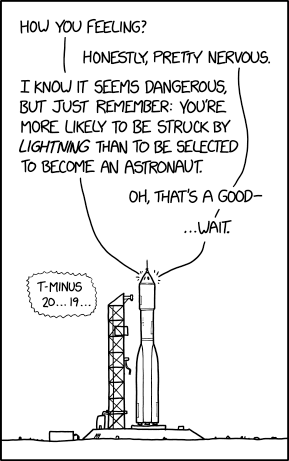 HOW YOU FEELING?
HONESTLY, PRETTY NERVOUS.
I KNOW IT SEEMS DANGEROUS,
BUT JUST REMEMBER: YOU'RE
MORE LIKELY TO BE STRUCK BY
LIGHTNING THAN TO BE SELECTED
TO BECOME AN ASTRONAUT.
OH, THAT'S A GOOD–
...WAIT.
T-MINUS
20...19...